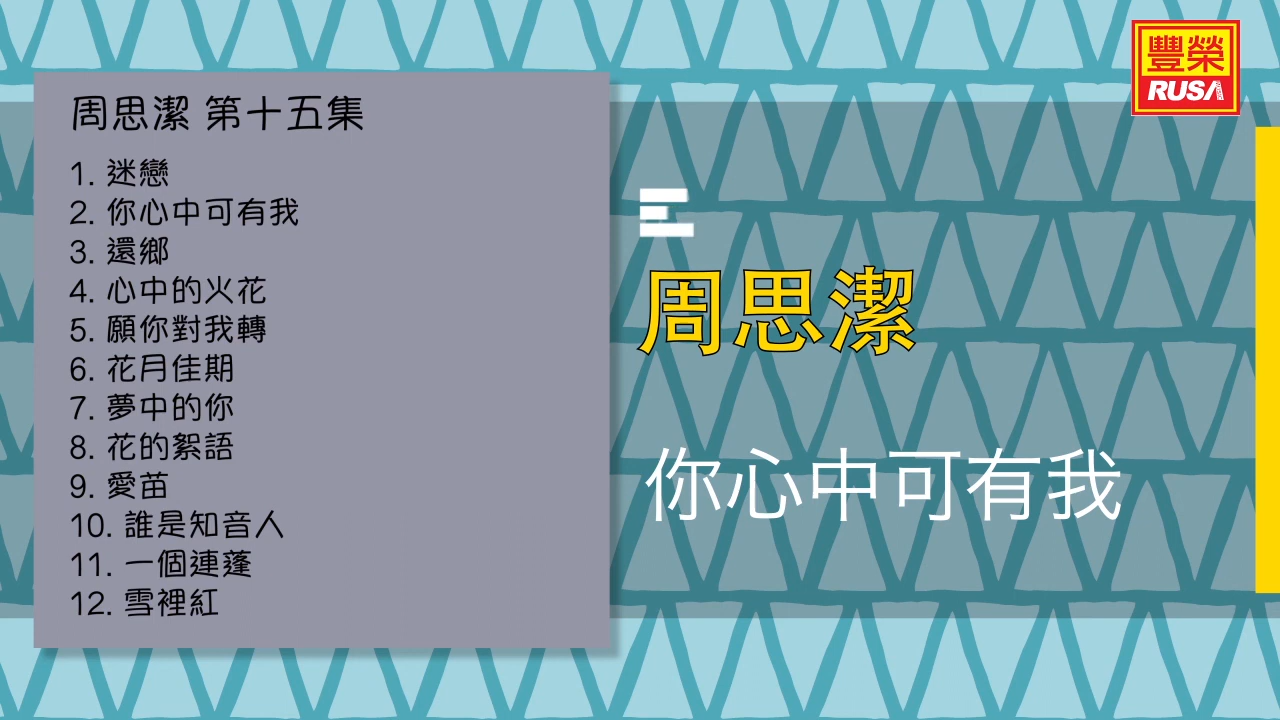 周思潔 第十五集
1. 迷戀
2. 你心中可有我
3. 還鄉
4. 心中的火花
5. 願你對我轉
6. 花月佳期
7. 夢中的你
8. 花的絮語
9. 愛苗
10. 誰是知音人
11. 一個連蓬
12. 雪裡紅
豐榮
RUSA
周思潔
你心中可有我